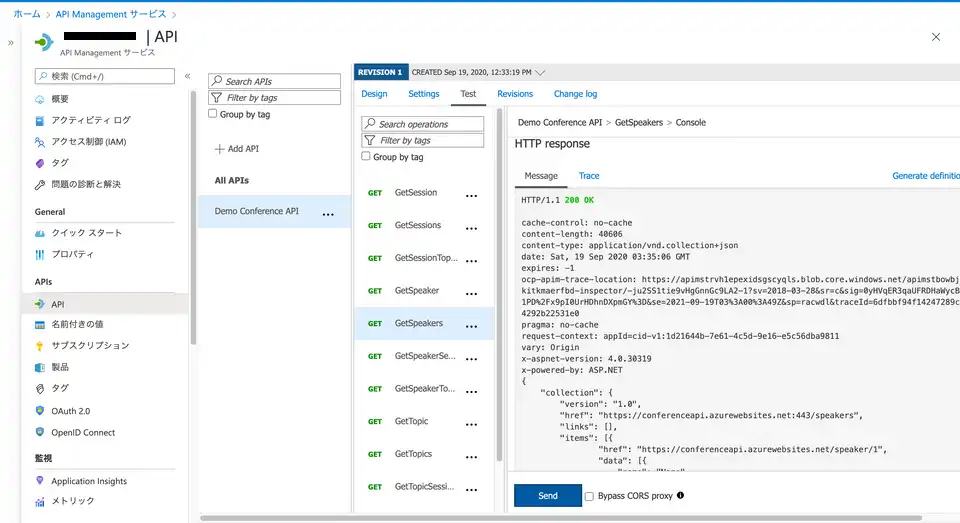 ホーム > API Management サービス >
| API
API Management サービス
検索 (Cmd+/)
概要
アクティビティ ログ
アクセス制御 (IAM)
タグ
問題の診断と解決
General
クイック スタート
プロパティ
APIs
API
名前付きの値
サブスクリプション
製品
タグ
OAuth 2.0
OpenID Connect
監視
Application Insights
メトリック
Search APIs
Filter by tags
Group by tag
Add API
All APIs
Demo Conference API
REVISION 1
CREATED Sep 19, 2020, 12:33:19 PM
Design Settings Test Revisions Change log
Search operations
Filter by tags
Group by tag
GET GetSession
GET GetSessions
GET GetSessionTop...
GET GetSpeaker
GET GetSpeakers
GET GetSpeakerSe...
GET GetSpeakerTo...
GET GetTopic
GET GetTopics
GET GetTopicSessi...
Demo Conference API > GetSpeakers > Console
HTTP response
Message Trace Generate definitio
HTTP/1.1 200 OK
cache-control: no-cache
content-length: 40606
content-type: application/vnd.collection+json
date: Sat, 19 Sep 2020 03:35:06 GMT
expires: -1
ocp-apim-trace-location: https://apimstrvh1epexidsgscyqls.blob.core.windows.net/apimstbowbj
kitkmaerfbd-inspector/-ju2SS1tie9vHgGnnGc9LA2-1?sv=2018-03-28&sr=c&sig=0yHVqER3qaUFRDHaWycB
1PD%2Fx9pI0UrHDhnDXpmGY%3D&se=2021-09-19T03%3A00%3A49Z&sp=racwdl&traceId=6dfbbf94f14247289c
4292b22531e0
pragma: no-cache
request-context: appId=cid-v1:1d21644b-7e61-4c5d-9e16-e5c56dba9811
vary: Origin
x-aspnet-version: 4.0.30319
x-powered-by: ASP.NET
{
"collection": {
"version": "1.0",
"href": "https://conferenceapi.azurewebsites.net:443/speakers",
"links": [],
"items": [{
"href": "https://conferenceapi.azurewebsites.net/speaker/1",
"data": [{
Send
Bypass CORS proxy